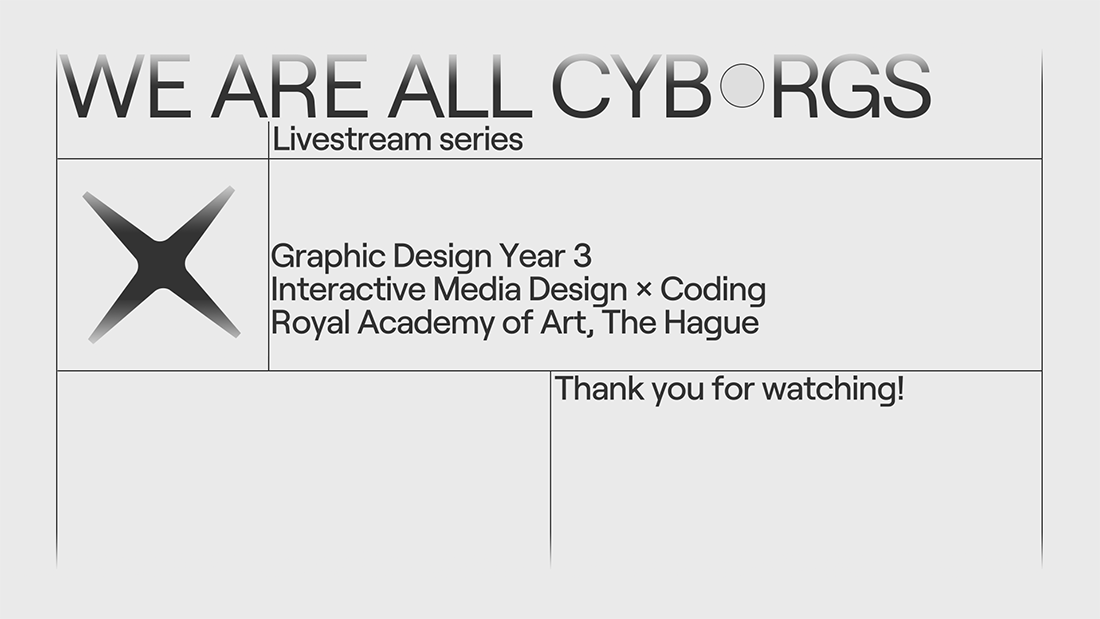 WE ARE ALL CYBORGS
Livestream series
Graphic Design Year 3
Interactive Media Design × Coding
Royal Academy of Art, The Hague
Thank you for watching!